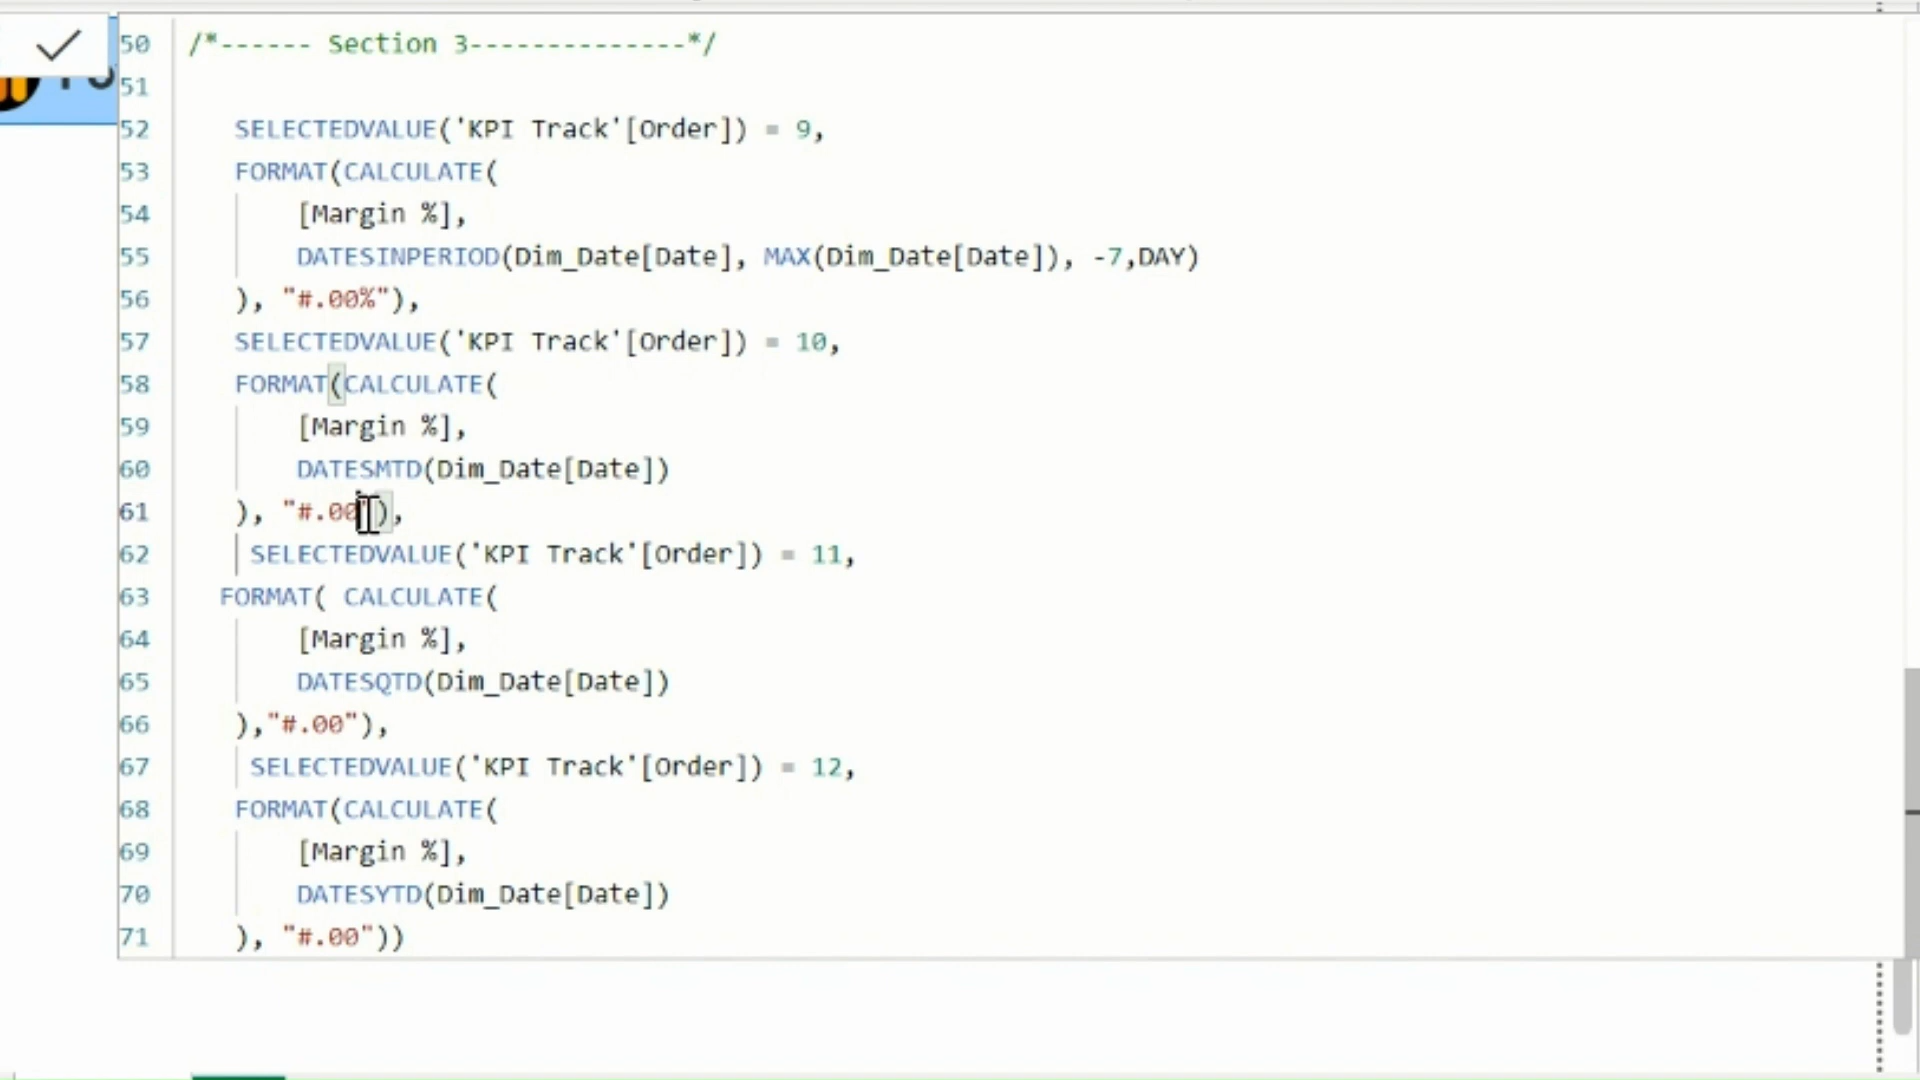 50 /*------ Section 3--------------*/
51
52 SELECTEDVALUE('KPI Track'[Order]) = 9,
53 FORMAT(CALCULATE(
54 [Margin %],
55 DATESINPERIOD(Dim_Date[Date], MAX(Dim_Date[Date]), -7,DAY)
56 ), "#.00%"),
57 SELECTEDVALUE('KPI Track'[Order]) = 10,
58 FORMAT(CALCULATE(
59 [Margin %],
60 DATESMTD(Dim_Date[Date])
61 ), "#.00"),
62 SELECTEDVALUE('KPI Track'[Order]) = 11,
63 FORMAT( CALCULATE(
64 [Margin %],
65 DATESQTD(Dim_Date[Date])
66 ),"#.00"),
67 SELECTEDVALUE('KPI Track'[Order]) = 12,
68 FORMAT(CALCULATE(
69 [Margin %],
70 DATESYTD(Dim_Date[Date])
71 ), "#.00"))